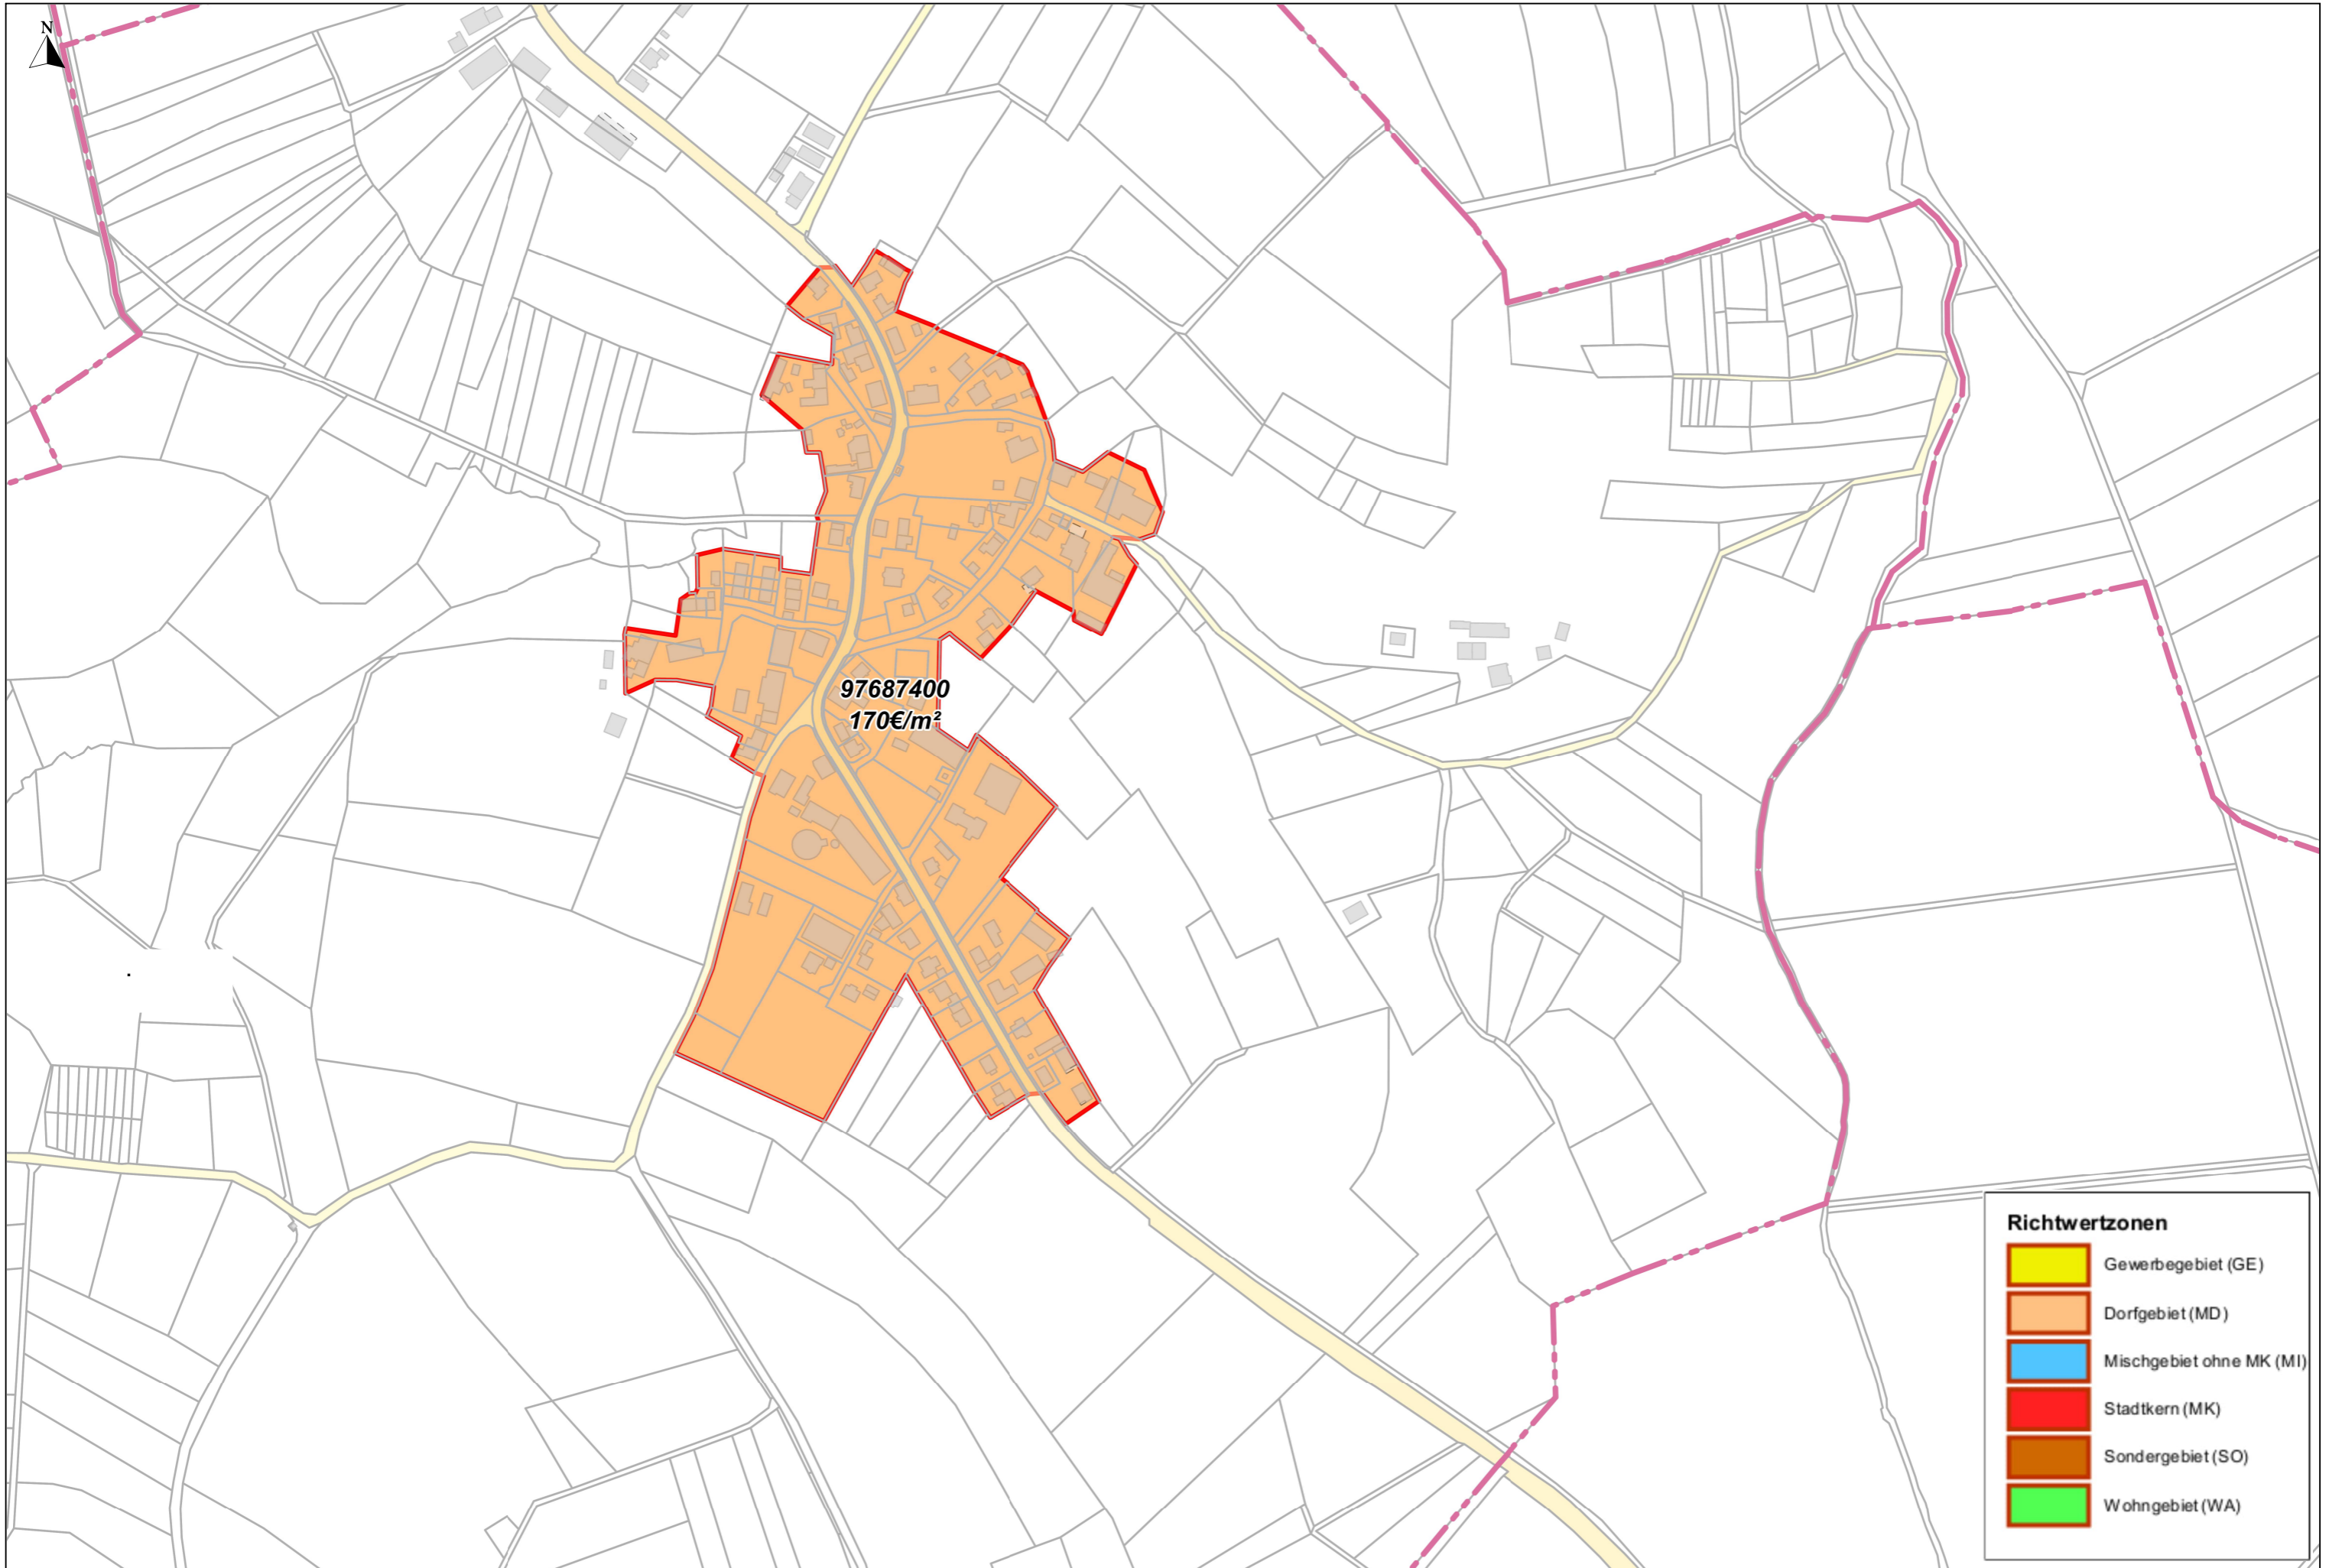 N
97687400
170€/m²
Richtwertzonen
Gewerbegebiet (GE)
Dorfgebiet (MD)
Mischgebiet ohne MK (MI)
Stadtkern (MK)
Sondergebiet (SO)
Wohngebiet (WA)